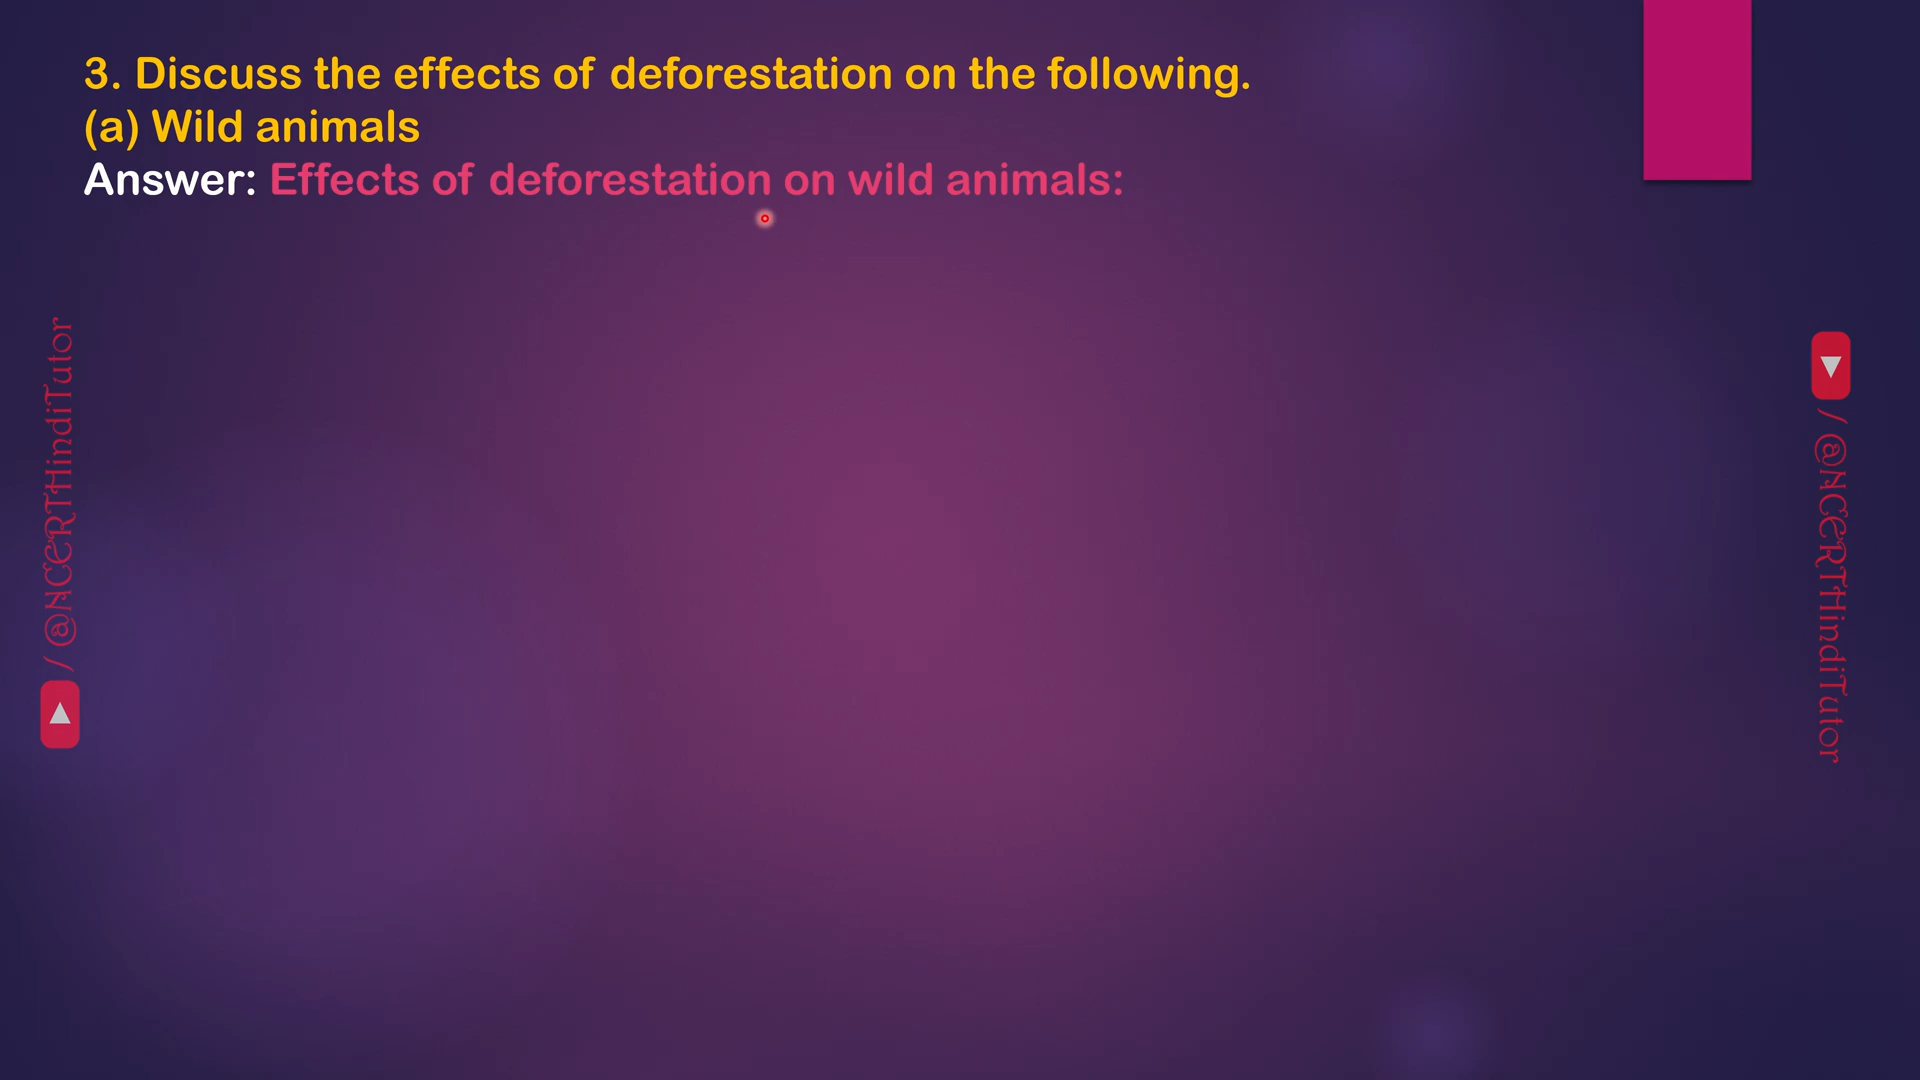 3. Discuss the effects of deforestation on the following.
(a) Wild animals
Answer: Effects of deforestation on wild animals:
/ @NCERTHindiTutor
/ @NCERTHindiTutor